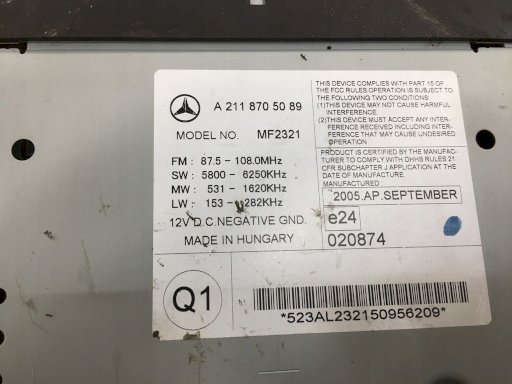 A 211 870 50 89
MODEL NO. MF2321
FM : 87.5 - 108.0MHz
SW : 5800 - 6250KHz
MW : 531 - 1620KHz
LW : 153 - 282KHz
12V D.C.NEGATIVE GND.
MADE IN HUNGARY
THIS DEVICE COMPLIES WITH PART 15 OF
THE FCC RULES OPERATION IS SUBJECT TO
THE FOLLOWING TWO CONDITIONS:
(1)THIS DEVICE MAY NOT CAUSE HARMFUL
INTERFERENCE.
(2)THIS DEVICE MUST ACCEPT ANY INTER-
FERENCE RECEIVED INCLUDING INTER-
FERENCE THAT MAY CAUSE UNDESIRED
OPERATION
PRODUCT IS CERTIFIED BY THE MANUFAC-
TURER TO COMPLY WITH DHHS RULES 21
CFR SUBCHAPTER J APPLICATION AT THE
DATE OF MANUFACTURE.
MANUFACTURED
2005.AP.SEPTEMBER
e24
020874
Q1
*523AL232150956209*